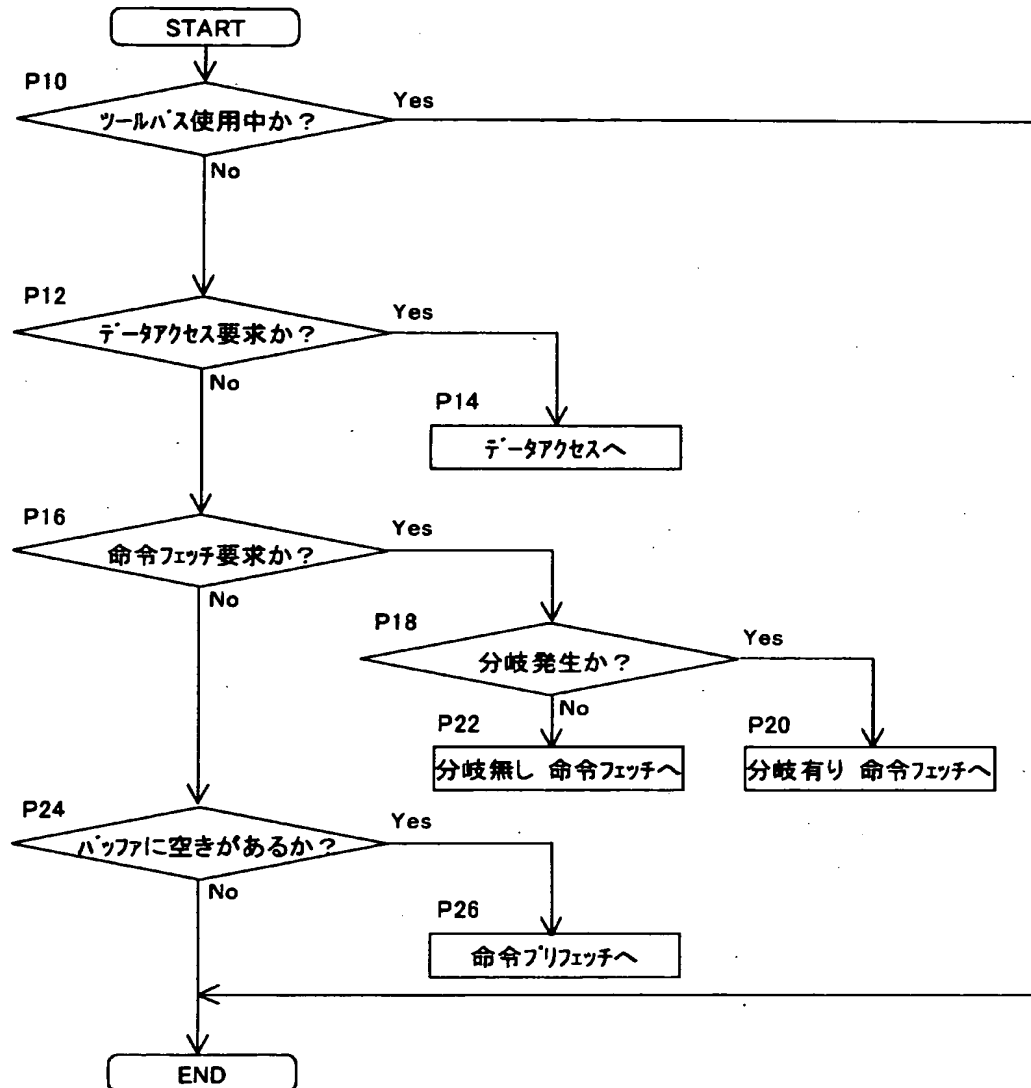 START
P10
ツールバス使用中か？
Yes
No
P12
データアクセス要求か？
Yes
No
P14
データアクセスへ
P16
命令フェッチ要求か？
Yes
No
P18
分岐発生か？
Yes
No
P22
分岐無し 命令フェッチへ
P20
分岐有り 命令フェッチへ
P24
バッファに空きがあるか？
Yes
No
P26
命令プリフェッチへ
END